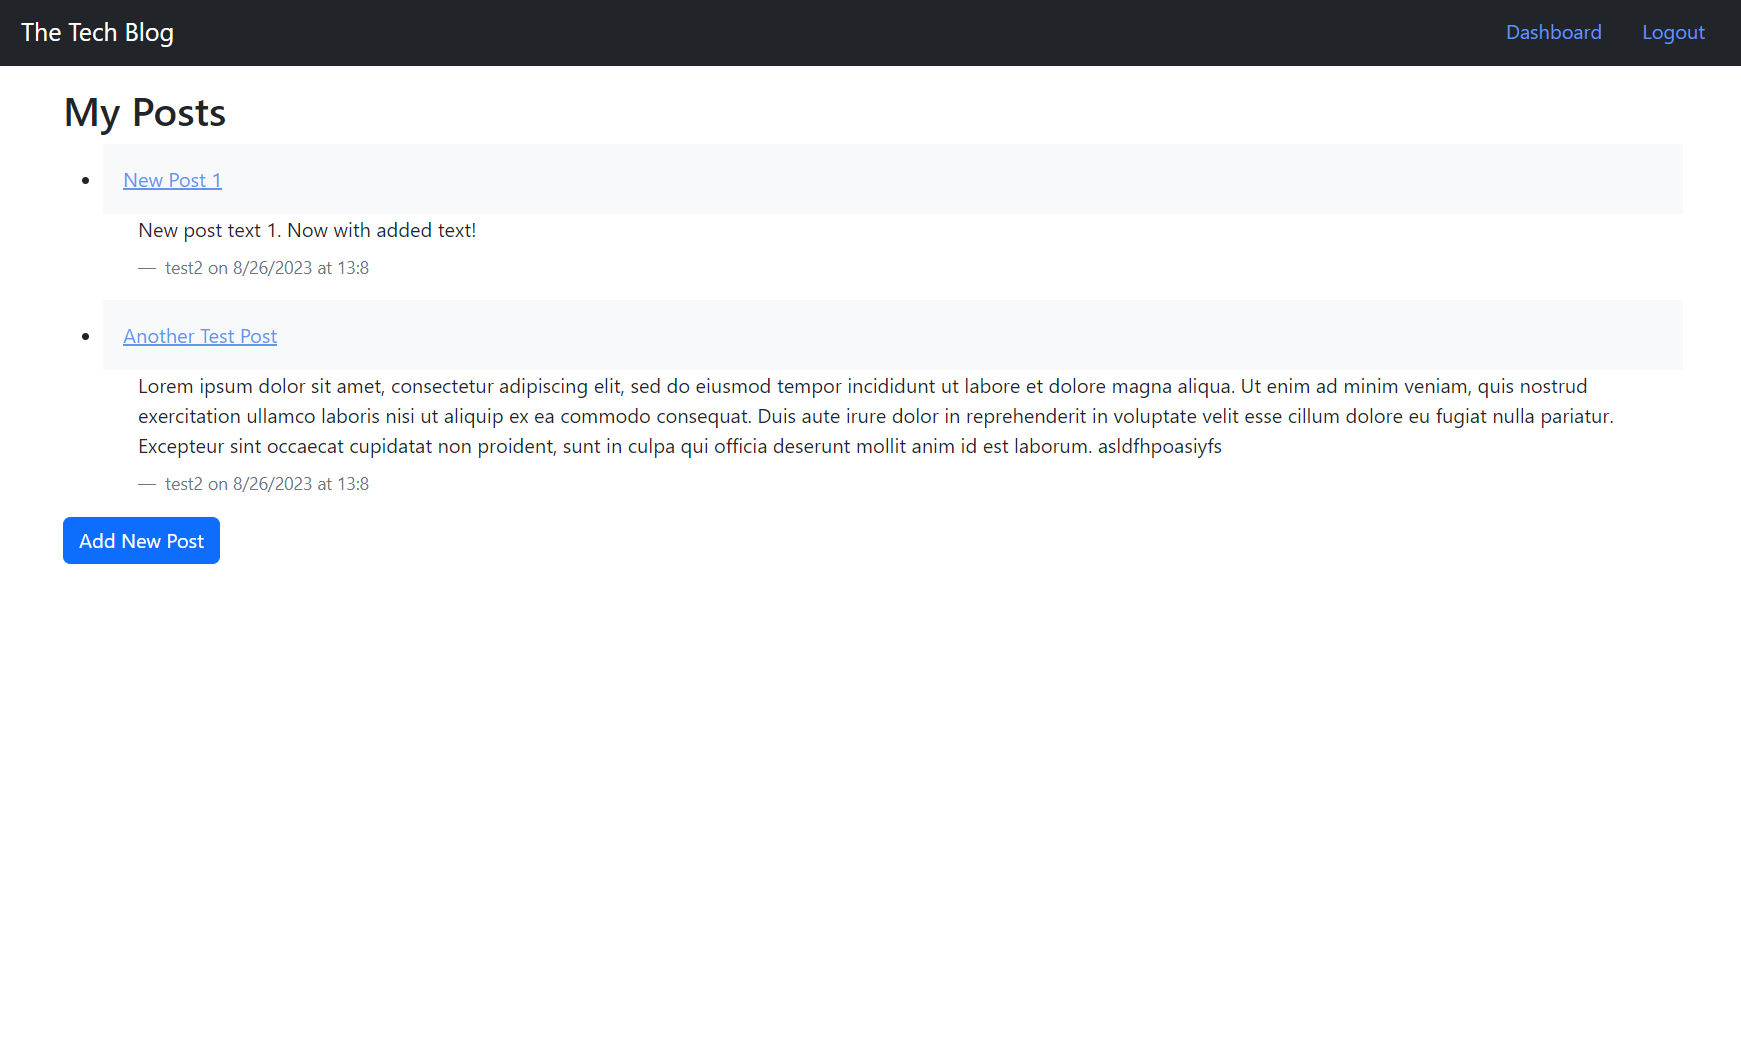 The Tech Blog
Dashboard
Logout
My Posts
New Post 1
New post text 1. Now with added text!
— test2 on 8/26/2023 at 13:8
Another Test Post
Lorem ipsum dolor sit amet, consectetur adipiscing elit, sed do eiusmod tempor incididunt ut labore et dolore magna aliqua. Ut enim ad minim veniam, quis nostrud
exercitation ullamco laboris nisi ut aliquip ex ea commodo consequat. Duis aute irure dolor in reprehenderit in voluptate velit esse cillum dolore eu fugiat nulla pariatur.
Excepteur sint occaecat cupidatat non proident, sunt in culpa qui officia deserunt mollit anim id est laborum. asldfhpoasiyfs
— test2 on 8/26/2023 at 13:8
Add New Post